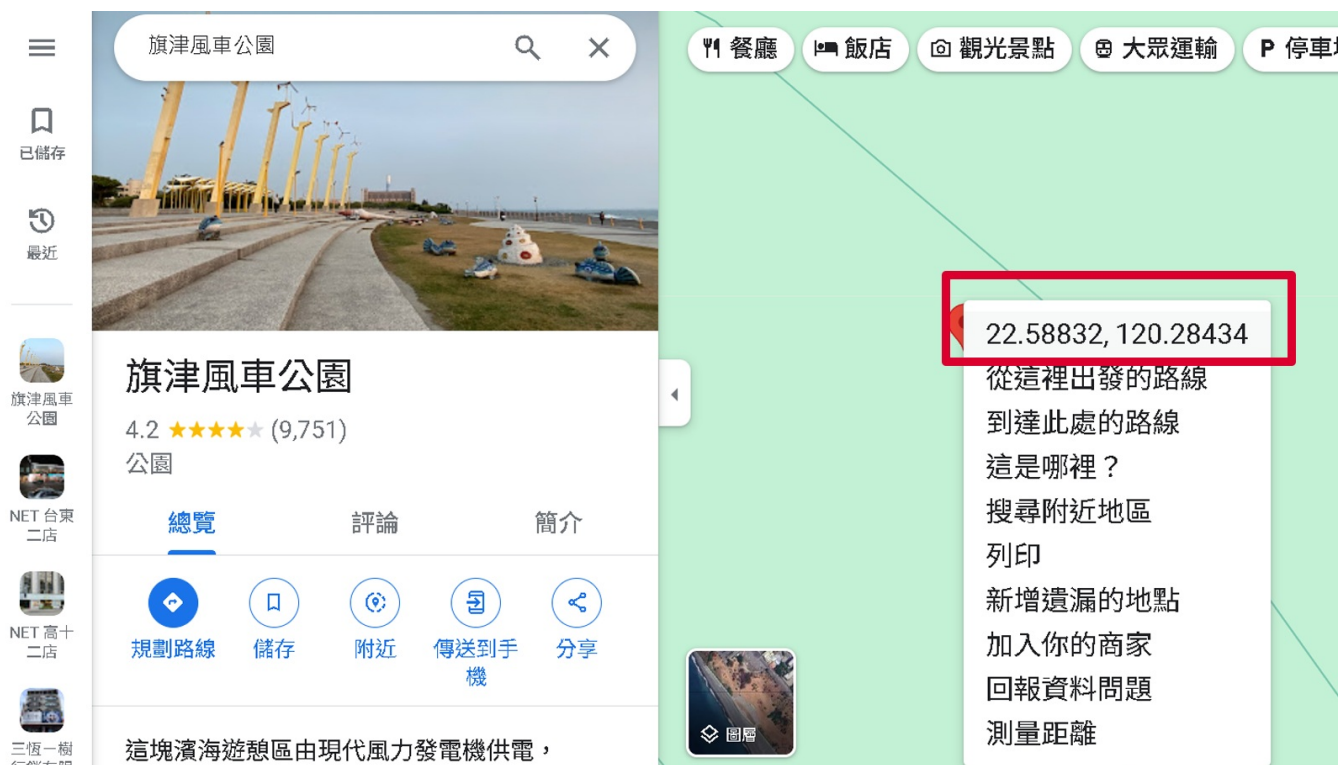 旗津風車公園
餐廳
飯店
觀光景點
大眾運輸
P 停車
已儲存
最近
旗津風車
公園
NET 台東
二店
NET 高十
二店
三恆一樹
旗津風車公園
4.2 (9,751)
公園
總覽
評論
簡介
規劃路線
儲存
附近
傳送到手
機
分享
這塊濱海遊憩區由現代風力發電機供電，
22.58832, 120.28434
從這裡出發的路線
到達此處的路線
這是哪裡？
搜尋附近地區
列印
新增遺漏的地點
加入你的商家
回報資料問題
測量距離
圖層